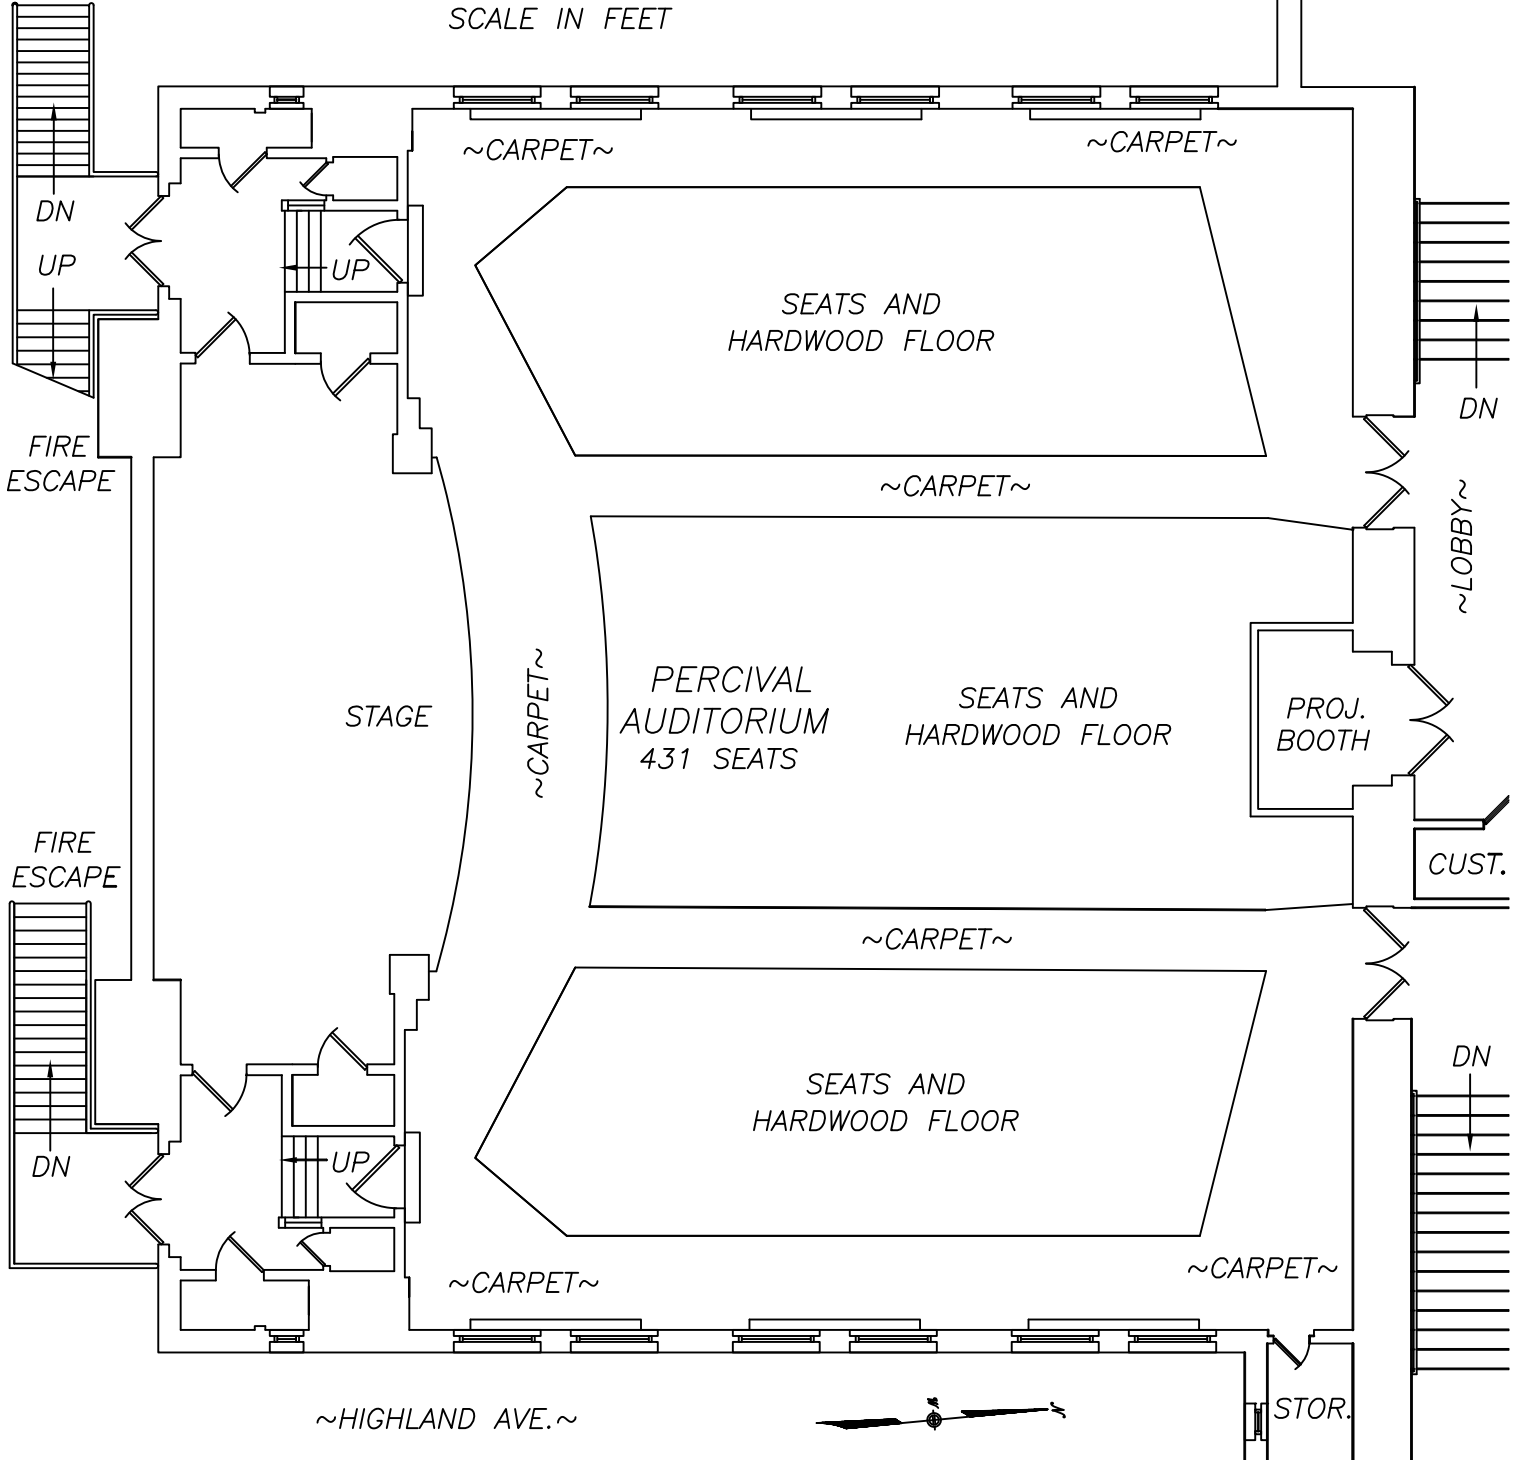 SCALE IN FEET
~CARPET~
~CARPET~
DN
UP
UP
SEATS AND
HARDWOOD FLOOR
DN
FIRE
ESCAPE
~CARPET~
~LOBBY~
~CARPET~
STAGE
PERCIVAL
AUDITORIUM
431 SEATS
SEATS AND
HARDWOOD FLOOR
PROJ.
BOOTH
FIRE
ESCAPE
CUST.
~CARPET~
DN
SEATS AND
HARDWOOD FLOOR
DN
UP
~CARPET~
~CARPET~
~HIGHLAND AVE.~
N
STOR.